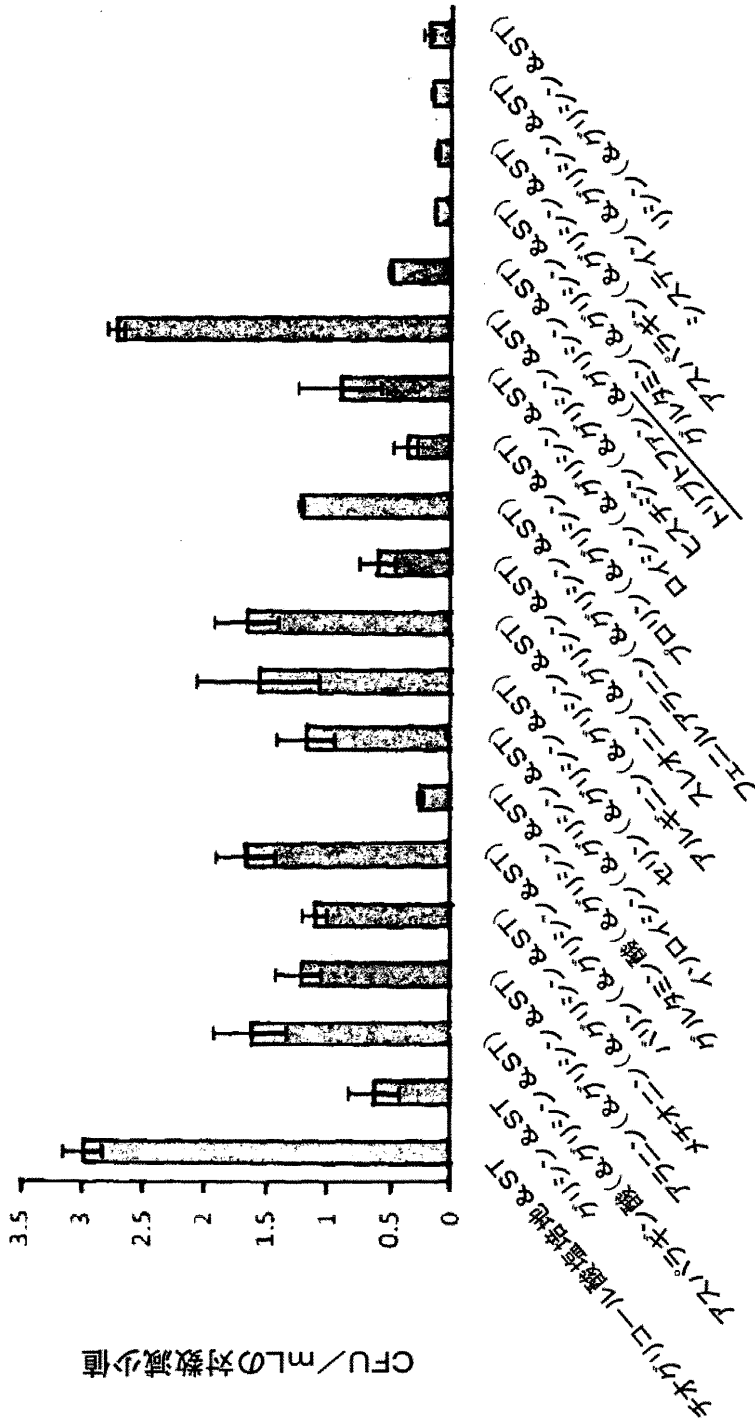 CFU/mLの対数減少値
3.5
3
2.5
2
1.5
1
0.5
0
チオグリコール酸塩培地&ST
グリシン&ST
アスパラギン酸(&グリシン&ST)
アラニン(&グリシン&ST)
メチオニン(&グリシン&ST)
バリン(&グリシン&ST)
グルタミン酸(&グリシン&ST)
イソロイシン(&グリシン&ST)
セリン(&グリシン&ST)
アルギニン(&グリシン&ST)
スレオニン(&グリシン&ST)
フェニルアラニン(&グリシン&ST)
プロリン(&グリシン&ST)
ロイシン(&グリシン&ST)
ヒスチジン(&グリシン&ST)
トリプトファン(&グリシン&ST)
グルタミン(&グリシン&ST)
アスパラギン(&グリシン&ST)
システイン(&グリシン&ST)
リジン(&グリシン&ST)